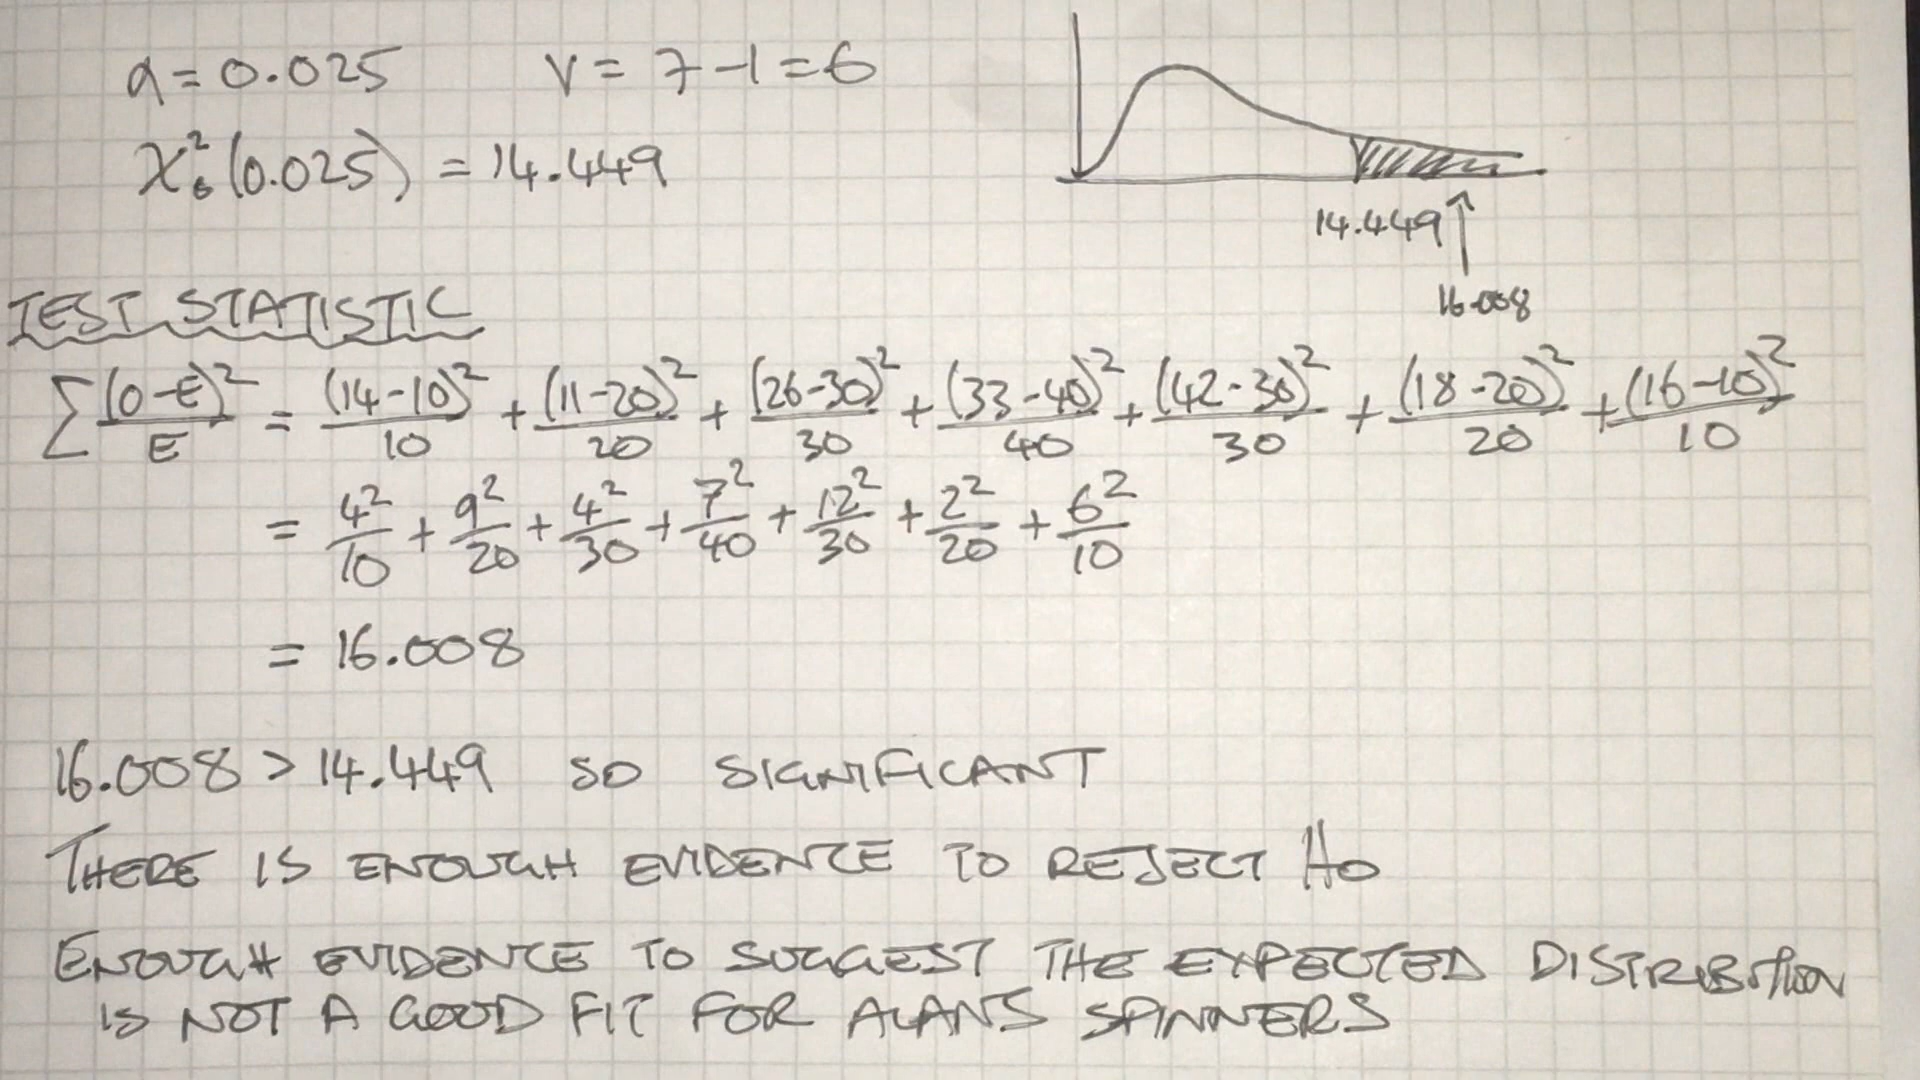 α = 0.025 v = 7 - 1 = 6
χ²₆(0.025) = 14.449
14.449
16.008
TEST STATISTIC
∑ (O-E)²/E = (14-10)²/10 + (11-20)²/20 + (26-30)²/30 + (33-40)²/40 + (42-30)²/30 + (18-20)²/20 + (16-10)²/10
= 4²/10 + 9²/20 + 4²/30 + 7²/40 + 12²/30 + 2²/20 + 6²/10
= 16.008
16.008 > 14.449 SO SIGNIFICANT
THERE IS ENOUGH EVIDENCE TO REJECT H₀
ENOUGH EVIDENCE TO SUGGEST THE EXPECTED DISTRIBUTION
IS NOT A GOOD FIT FOR ALANS SPINNERS